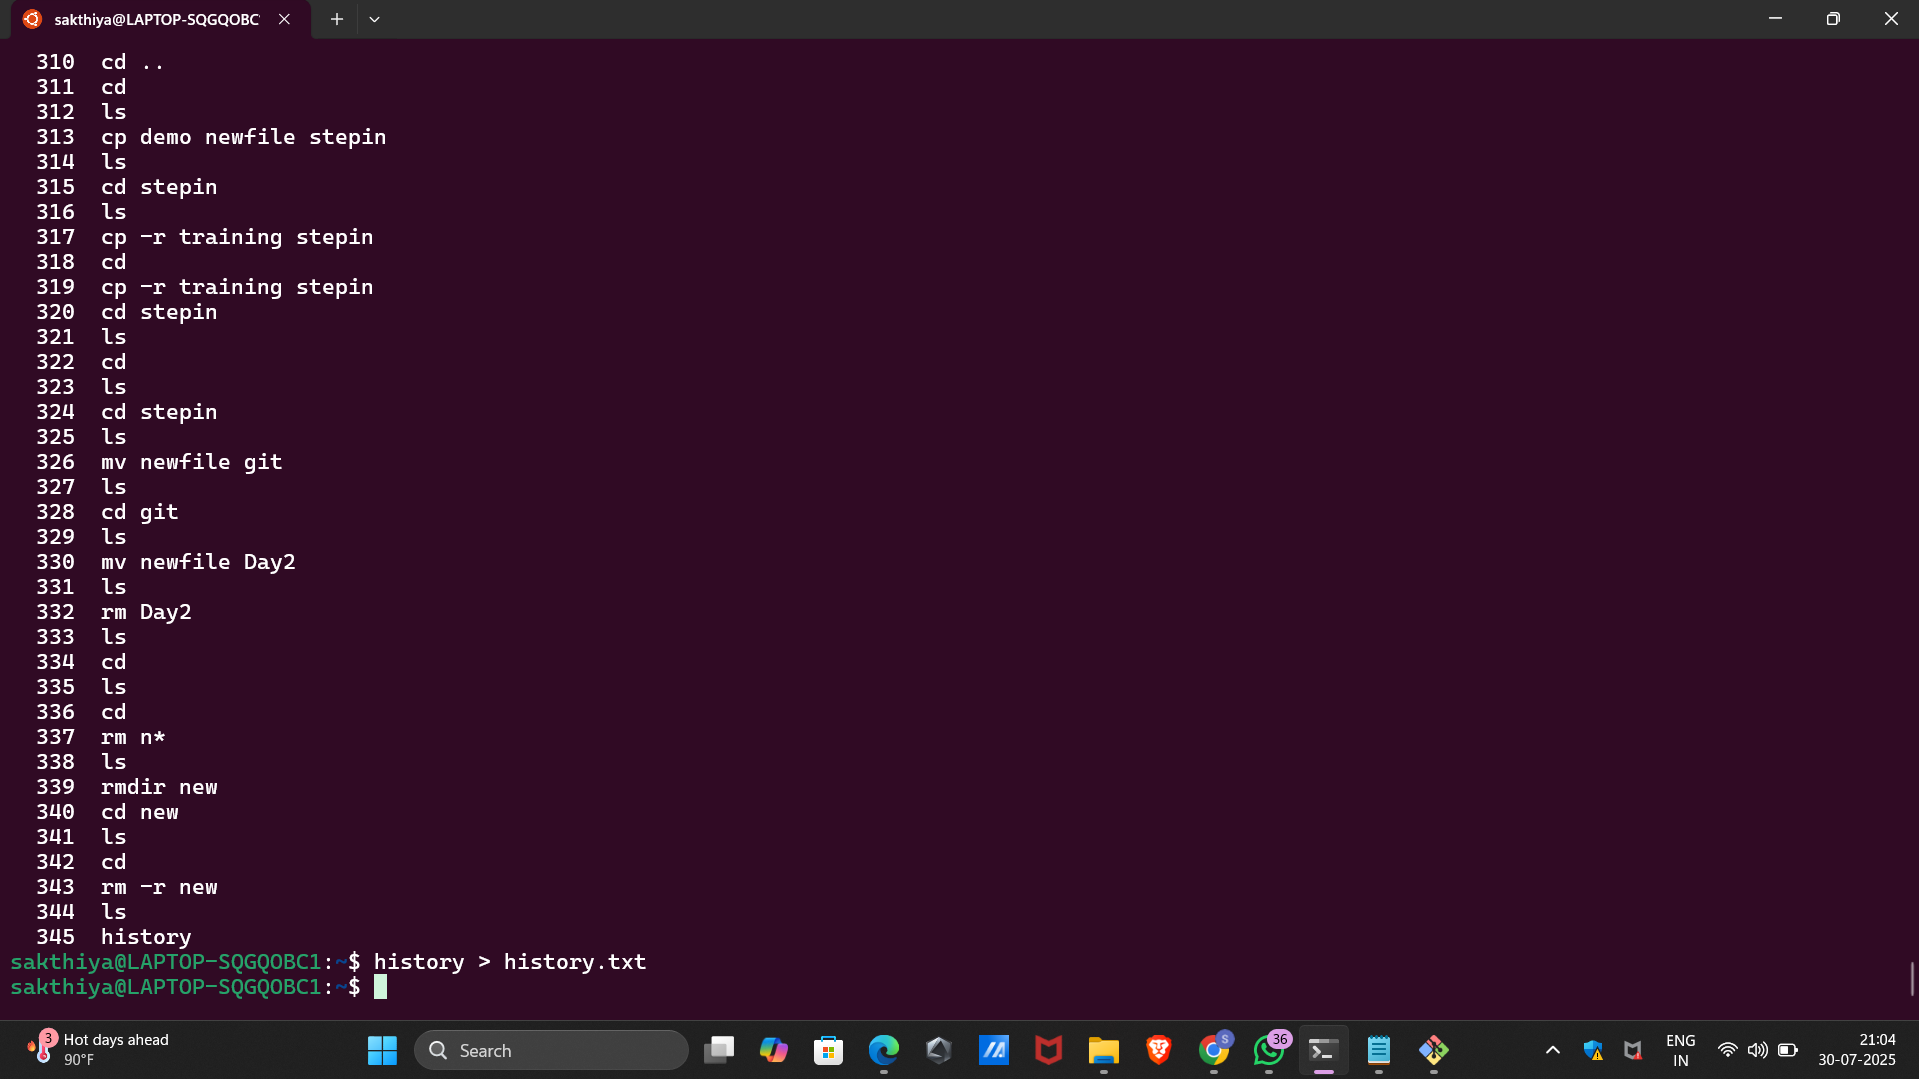 sakthiya@LAPTOP-SQGQOBC
310 cd ..
311 cd
312 ls
313 cp demo newfile stepin
314 ls
315 cd stepin
316 ls
317 cp -r training stepin
318 cd
319 cp -r training stepin
320 cd stepin
321 ls
322 cd
323 ls
324 cd stepin
325 ls
326 mv newfile git
327 ls
328 cd git
329 ls
330 mv newfile Day2
331 ls
332 rm Day2
333 ls
334 cd
335 ls
336 cd
337 rm n*
338 ls
339 rmdir new
340 cd new
341 ls
342 cd
343 rm -r new
344 ls
345 history
sakthiya@LAPTOP-SQGQOBC1:~$ history > history.txt
sakthiya@LAPTOP-SQGQOBC1:~$
3 Hot days ahead
90°F
Search
S
36
ENG
IN
21:04
30-07-2025